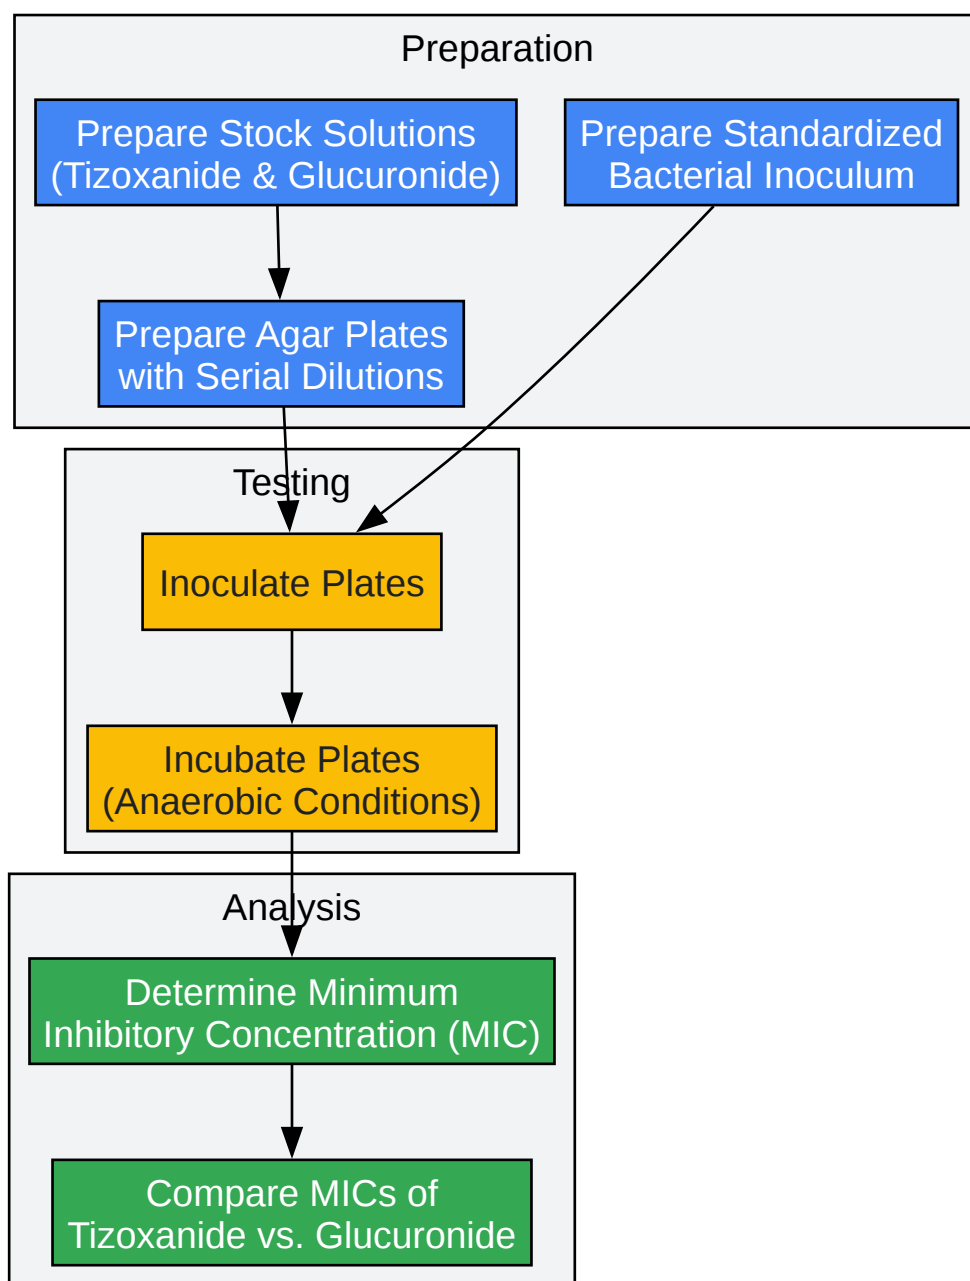 Preparation
Prepare Stock Solutions
(Tizoxanide & Glucuronide)
Prepare Standardized
Bacterial Inoculum
Prepare Agar Plates
with Serial Dilutions
Testing
Inoculate Plates
Incubate Plates
(Anaerobic Conditions)
Analysis
Determine Minimum
Inhibitory Concentration (MIC)
Compare MICs of
Tizoxanide vs. Glucuronide